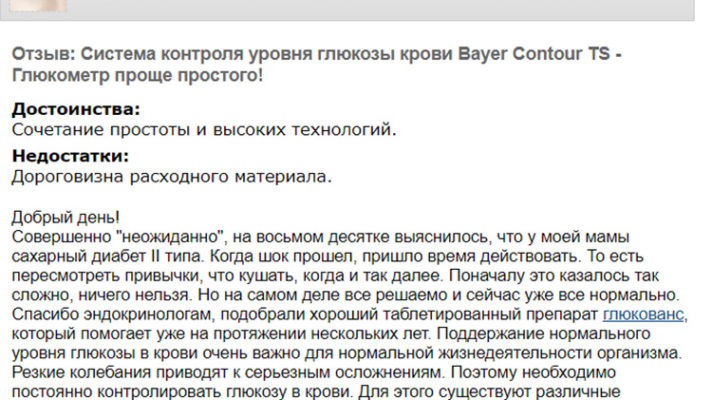 Отзыв: Система контроля уровня глюкозы крови Bayer Contour TS -
Глюкометр проще простого!
Достоинства:
Сочетание простоты и высоких технологий.
Недостатки:
Дороговизна расходного материала.
Добрый день!
Совершенно "неожиданно", на восьмом десятке выяснилось, что у моей мамы
сахарный диабет II типа. Когда шок прошел, пришло время действовать. То есть
пересмотреть привычки, что кушать, когда и так далее. Поначалу это казалось так
сложно, ничего нельзя. Но на самом деле все решаемо и сейчас уже все нормально.
Спасибо эндокринологам, подобрали хороший таблетированный препарат глюкованс,
который помогает уже на протяжении нескольких лет. Поддержание нормального
уровня глюкозы в крови очень важно для нормальной жизнедеятельности организма.
Резкие колебания приводят к серьезным осложнениям. Поэтому необходимо
постоянно контролировать глюкозу в крови. Для этого существуют различные